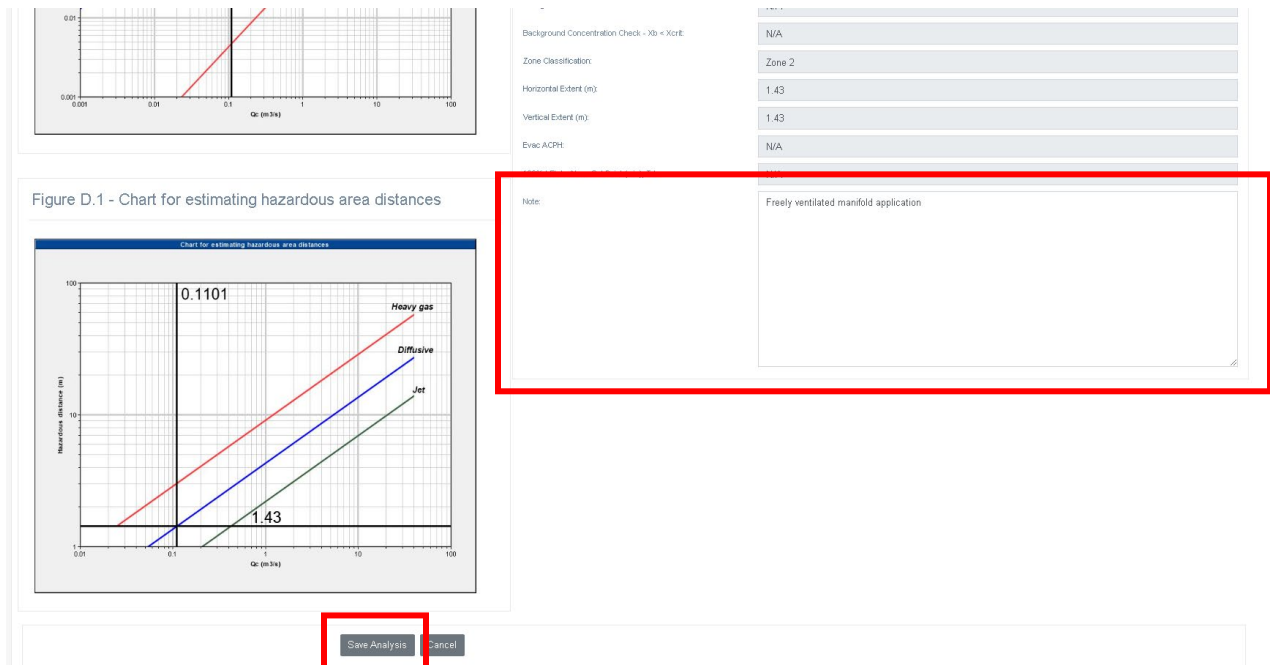 0.01
0.001
0.001
0.01
0.1
1
10
100
Qc (m3/s)
Background Concentration Check - Xb < Xcrit:
N/A
Zone Classification:
Zone 2
Horizontal Extent (m):
1.43
Vertical Extent (m):
1.43
Evac ACPH:
N/A
Note:
Freely ventilated manifold application
Figure D.1 - Chart for estimating hazardous area distances
Chart for estimating hazardous area distances
100
0.1101
Heavy gas
Diffusive
Jet
Hazardous distance (m)
10
1.43
1
0.01
0.1
1
10
100
Qc (m3/s)
Save Analysis
Cancel